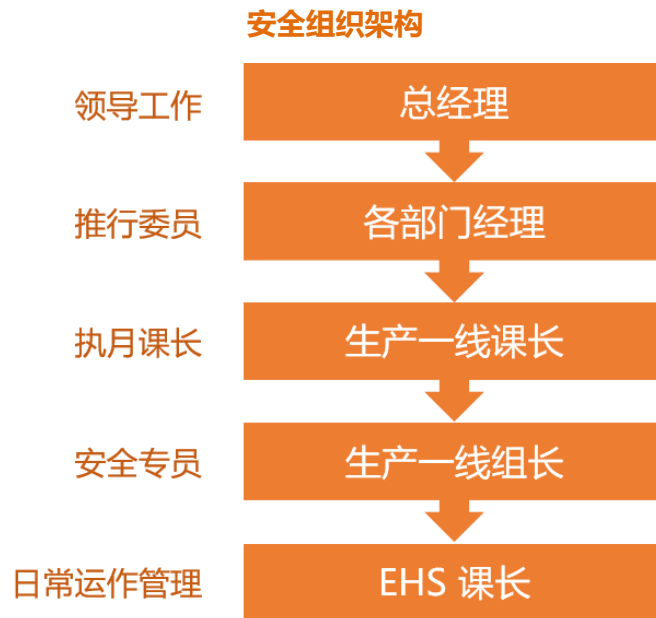 安全组织架构
领导工作 总经理
推行委员 各部门经理
执月课长 生产一线课长
安全专员 生产一线组长
日常运作管理 EHS 课长